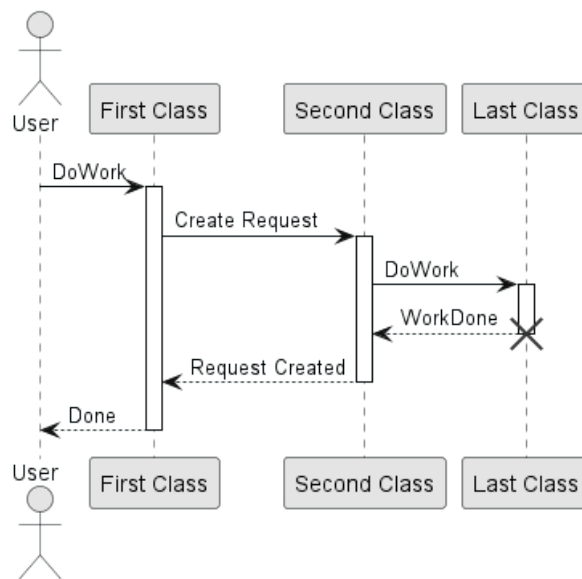 User
First Class
Second Class
Last Class
DoWork
Create Request
DoWork
WorkDone
Request Created
Done
User
First Class
Second Class
Last Class